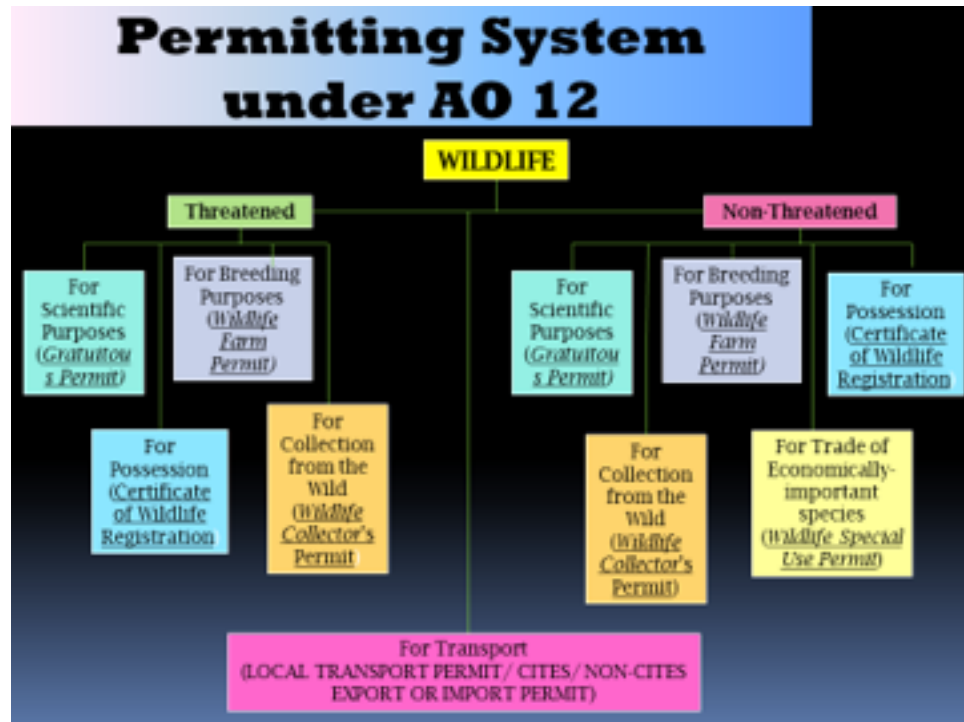 Permitting System
under AO 12
WILDLIFE
Threatened
Non-Threatened
For
Scientific
Purposes
(Gratuitou
s Permit)
For Breeding
Purposes
(Wildlife
Farm
Permit)
For
Possession
(Certificate
of Wildlife
Registration)
For
Collection
from the
Wild
(Wildlife
Collector's
Permit)
For
Scientific
Purposes
(Gratuitou
s Permit)
For Breeding
Purposes
(Wildlife
Farm
Permit)
For
Possession
(Certificate
of Wildlife
Registration)
For
Collection
from the
Wild
(Wildlife
Collector's
Permit)
For Trade of
Economically-
important
species
(Wildlife Special
Use Permit)
For Transport
(LOCAL TRANSPORT PERMIT/ CITES/ NON-CITES
EXPORT OR IMPORT PERMIT)